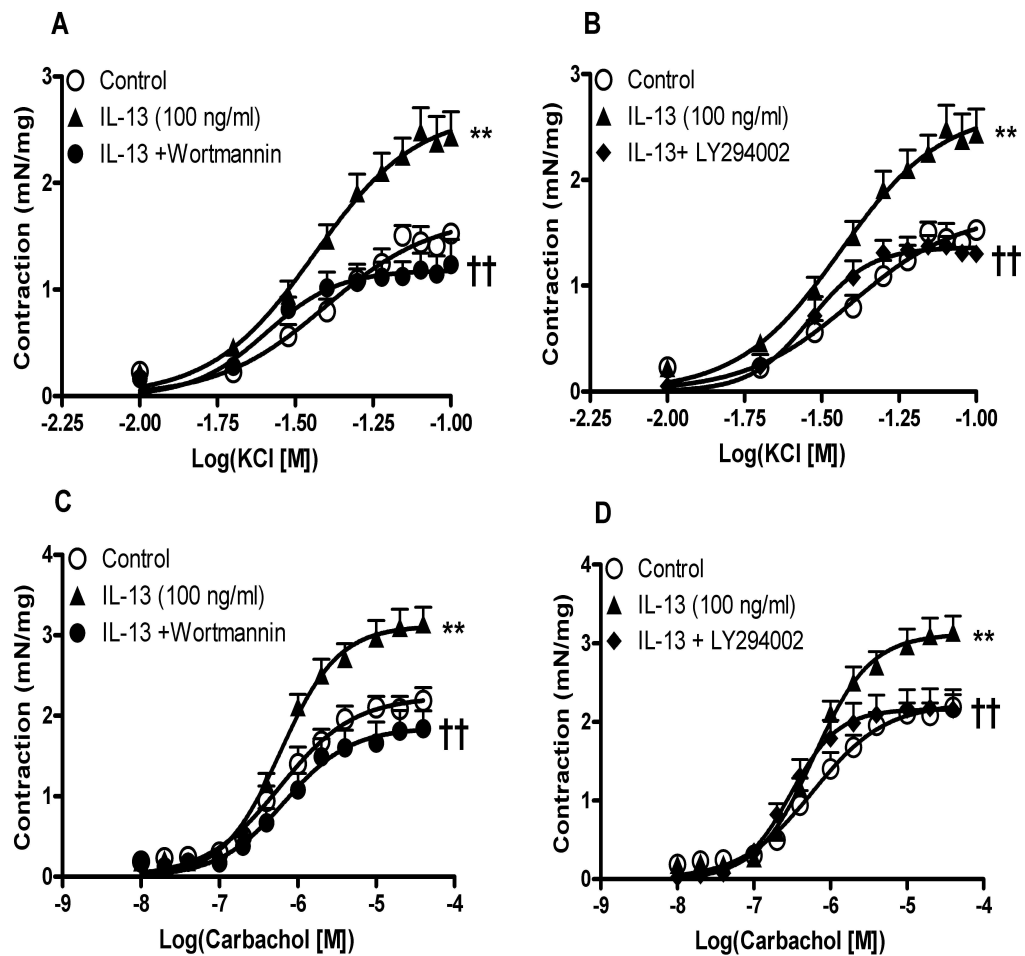 A
3
Control
IL-13 (100 ng/ml)
IL-13 +Wortmannin
**
††
2
1
0
Contraction (mN/mg)
-2.25 -2.00 -1.75 -1.50 -1.25 -1.00
Log(KCl [M])
B
3
Control
IL-13 (100 ng/ml)
IL-13+ LY294002
**
††
2
1
0
Contraction (mN/mg)
-2.25 -2.00 -1.75 -1.50 -1.25 -1.00
Log(KCl [M])
C
4
Control
IL-13 (100 ng/ml)
IL-13 +Wortmannin
**
††
3
2
1
0
Contraction (mN/mg)
-9 -8 -7 -6 -5 -4
Log(Carbachol [M])
D
4
Control
IL-13 (100 ng/ml)
IL-13 + LY294002
**
††
3
2
1
0
Contraction (mN/mg)
-9 -8 -7 -6 -5 -4
Log(Carbachol [M])